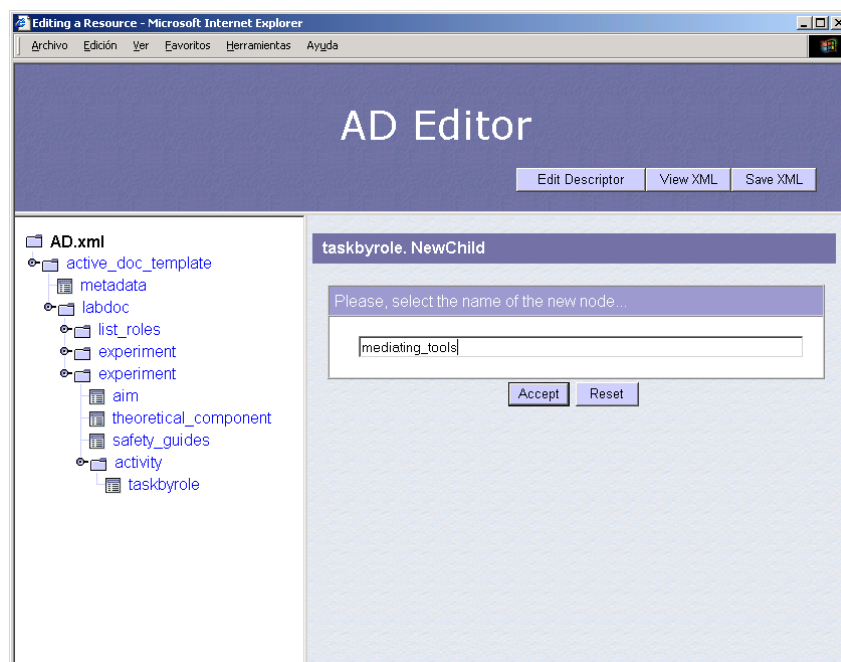 Editing a Resource - Microsoft Internet Explorer
Archivo Edición Ver Favoritos Herramientas Ayuda
AD Editor
Edit Descriptor View XML Save XML
AD.xml
active_doc_template
metadata
labdoc
list_roles
experiment
experiment
aim
theoretical_component
safety_guides
activity
taskbyrole
taskbyrole. NewChild
Please, select the name of the new node...
mediating_tools
Accept Reset